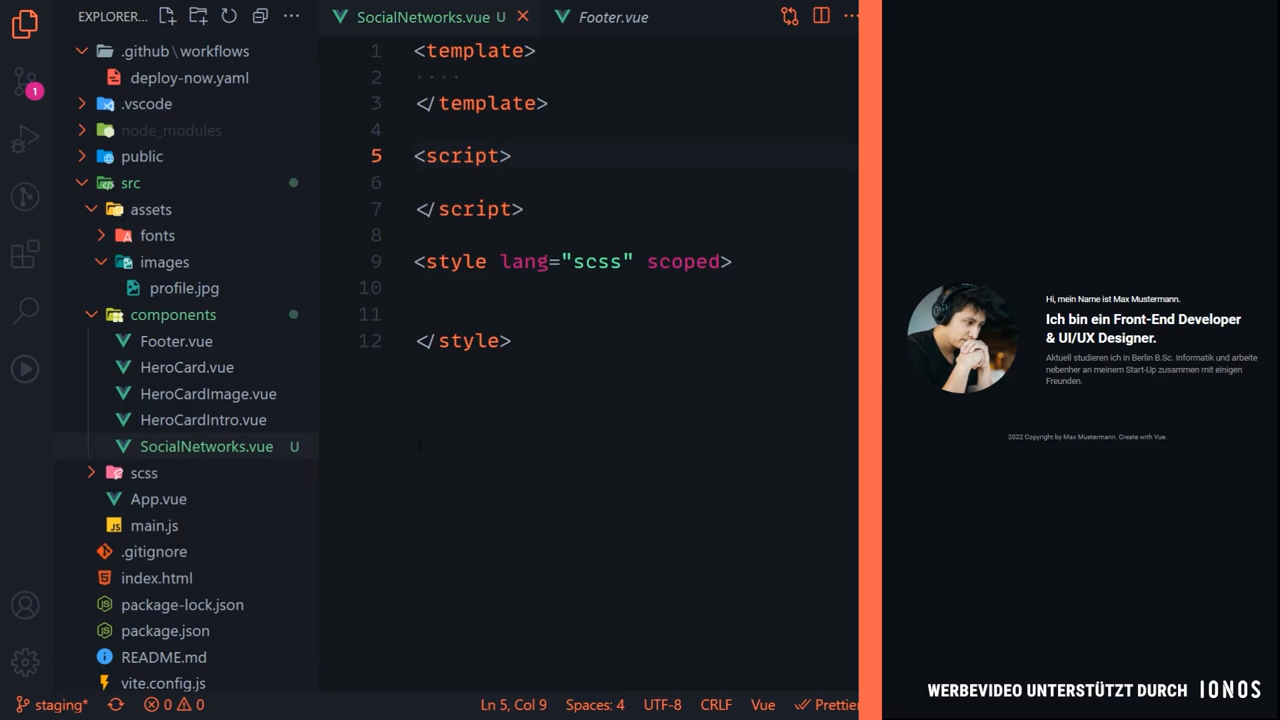 EXPLORER...
.github\workflows
deploy-now.yaml
.vscode
node_modules
public
src
assets
fonts
images
profile.jpg
components
Footer.vue
HeroCard.vue
HeroCardImage.vue
HeroCardIntro.vue
SocialNetworks.vue U
scss
App.vue
JS main.js
.gitignore
index.html
package-lock.json
package.json
README.md
vite.config.js
1
SocialNetworks.vue U
Footer.vue
1 <template>
2 ····
3 </template>
4
5 <script>
6
7 </script>
8
9 <style lang="scss" scoped>
10
11
12 </style>
staging* 0 0 Ln 5, Col 9 Spaces: 4 UTF-8 CRLF Vue Prettier
Hi, mein Name ist Max Mustermann.
Ich bin ein Front-End Developer
& UI/UX Designer.
Aktuell studieren ich in Berlin B.Sc. Informatik und arbeite
nebenher an meinem Start-Up zusammen mit einigen
Freunden.
2022 Copyright by Max Mustermann. Create with Vue.
WERBEVIDEO UNTERSTÜTZT DURCH IONOS